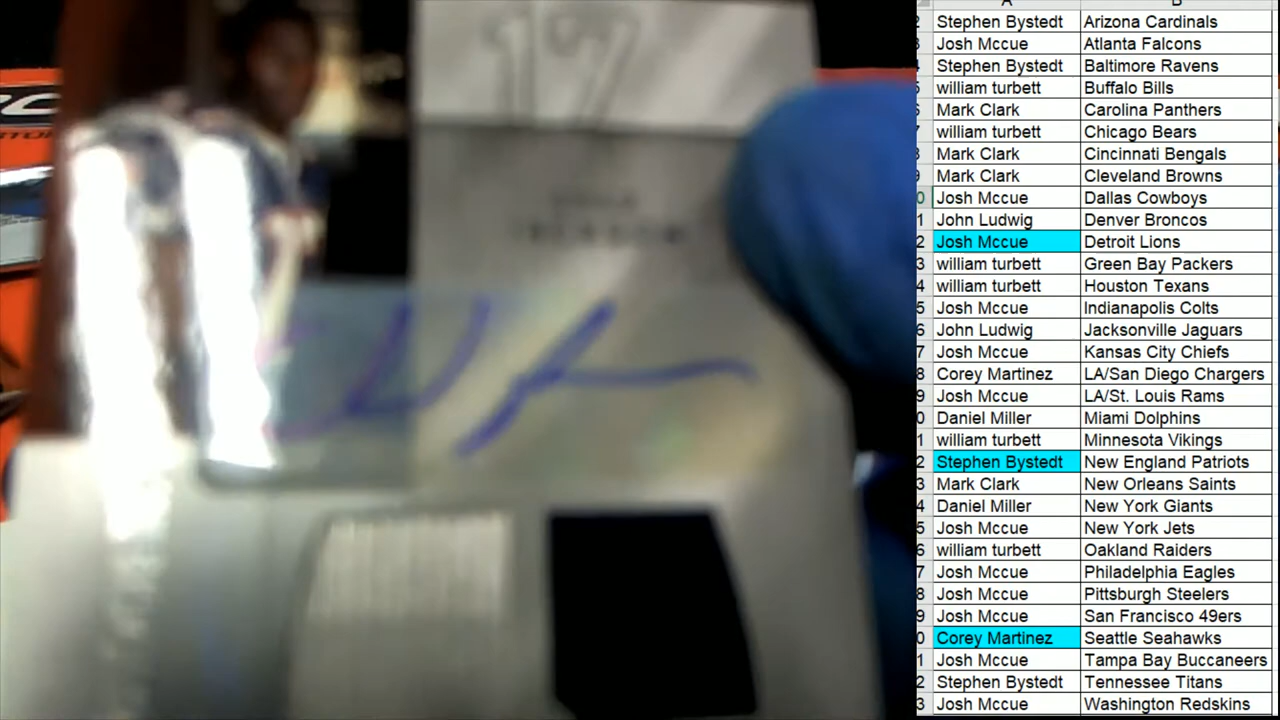 17
A B
Stephen Bystedt Arizona Cardinals
Josh Mccue Atlanta Falcons
Stephen Bystedt Baltimore Ravens
william turbett Buffalo Bills
Mark Clark Carolina Panthers
william turbett Chicago Bears
Mark Clark Cincinnati Bengals
Mark Clark Cleveland Browns
Josh Mccue Dallas Cowboys
John Ludwig Denver Broncos
Josh Mccue Detroit Lions
william turbett Green Bay Packers
william turbett Houston Texans
Josh Mccue Indianapolis Colts
John Ludwig Jacksonville Jaguars
Josh Mccue Kansas City Chiefs
Corey Martinez LA/San Diego Chargers
Josh Mccue LA/St. Louis Rams
Daniel Miller Miami Dolphins
william turbett Minnesota Vikings
Stephen Bystedt New England Patriots
Mark Clark New Orleans Saints
Daniel Miller New York Giants
Josh Mccue New York Jets
william turbett Oakland Raiders
Josh Mccue Philadelphia Eagles
Josh Mccue Pittsburgh Steelers
Josh Mccue San Francisco 49ers
Corey Martinez Seattle Seahawks
Josh Mccue Tampa Bay Buccaneers
Stephen Bystedt Tennessee Titans
Josh Mccue Washington Redskins